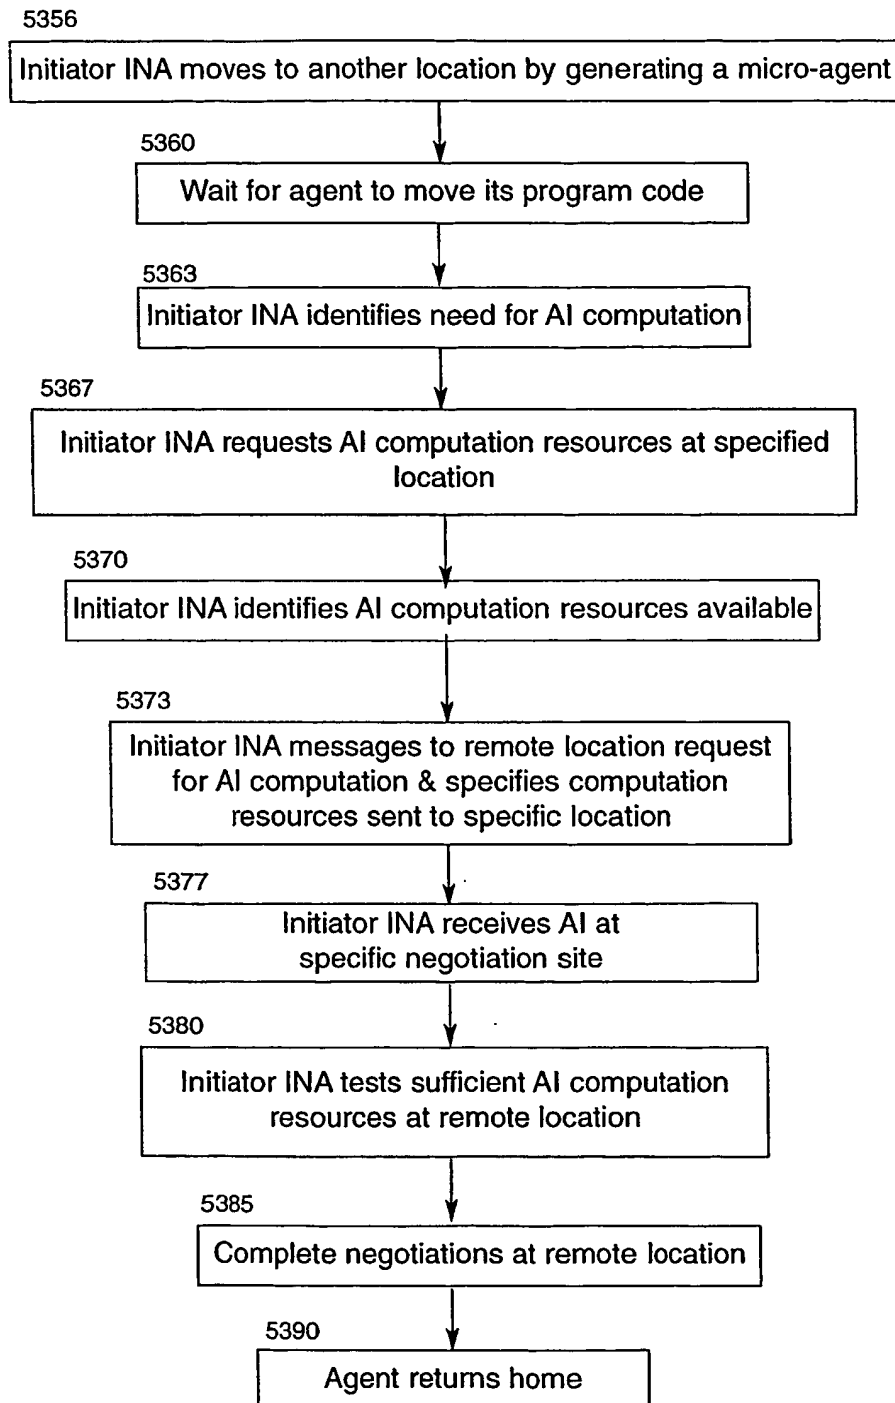 5356
Initiator INA moves to another location by generating a micro-agent
5360
Wait for agent to move its program code
5363
Initiator INA identifies need for AI computation
5367
Initiator INA requests AI computation resources at specified
location
5370
Initiator INA identifies AI computation resources available
5373
Initiator INA messages to remote location request
for AI computation & specifies computation
resources sent to specific location
5377
Initiator INA receives AI at
specific negotiation site
5380
Initiator INA tests sufficient AI computation
resources at remote location
5385
Complete negotiations at remote location
5390
Agent returns home